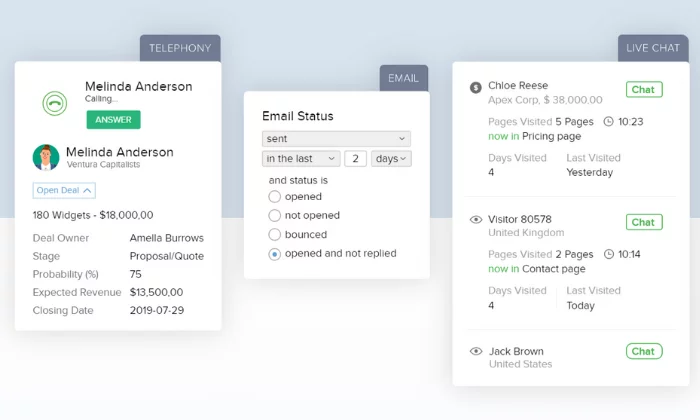 TELEPHONY
Melinda Anderson
Calling...
ANSWER
Melinda Anderson
Ventura Capitalists
Open Deal
180 Widgets - $18,000,00
Deal Owner Amella Burrows
Stage Proposal/Quote
Probability (%) 75
Expected Revenue $13,500,00
Closing Date 2019-07-29
EMAIL
Email Status
sent
in the last 2 days
and status is
opened
not opened
bounced
opened and not replied
LIVE CHAT
$ Chloe Reese Chat
Apex Corp, $ 38,000,00
Pages Visited 5 Pages 10:23
now in Pricing page
Days Visited Last Visited
4 Yesterday
Visitor 80578 Chat
United Kingdom
Pages Visited 2 Pages 10:14
now in Contact page
Days Visited Last Visited
4 Today
Jack Brown Chat
United States